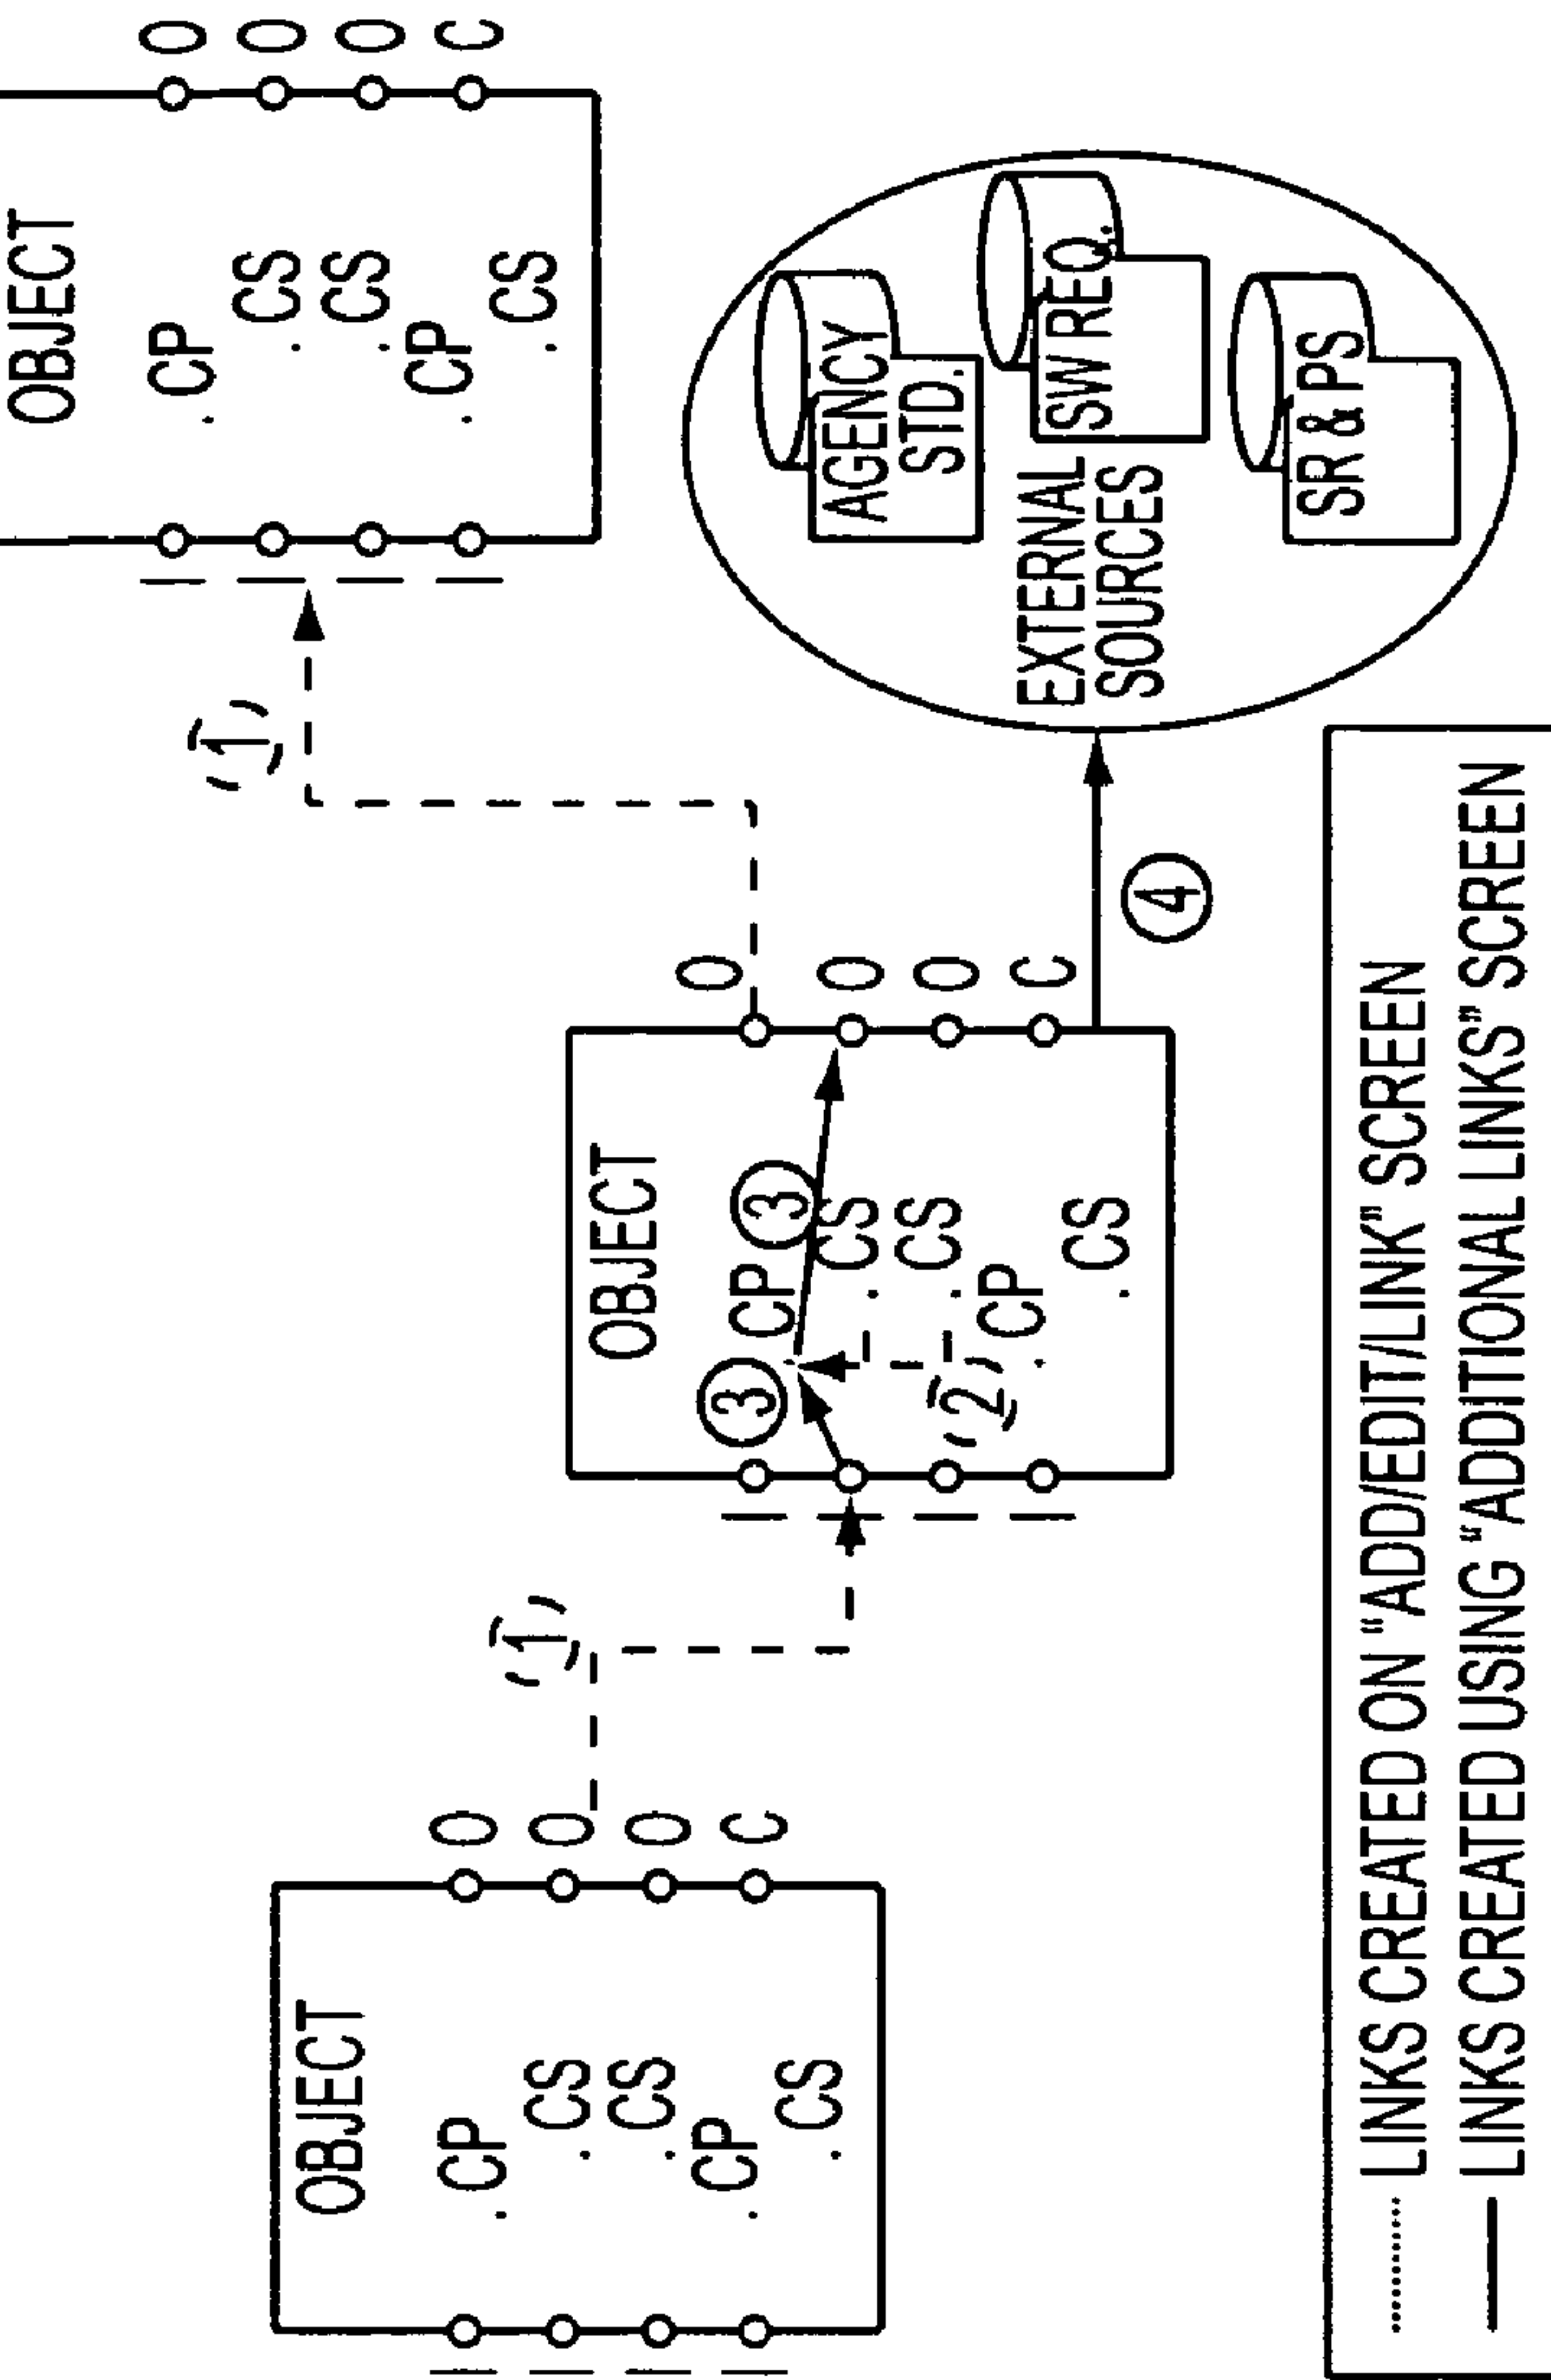 OBJECT
. CP
. CS
. CS
. CP
. CS
I
I
I
I
O
O
O
C
1
OBJECT
3
. CP
3
. CS
. CS
2
. CP
. CS
I
I
I
I
O
O
O
C
1
4
OBJECT
. CP
. CS
. CS
. CP
. CS
I
I
I
I
O
O
O
C
EXTERNAL
SOURCES
AGENCY
STD.
SW REQ.
SR & PS
LINKS CREATED ON "ADD/EDIT/LINK" SCREEN
LINKS CREATED USING "ADDITIONAL LINKS" SCREEN